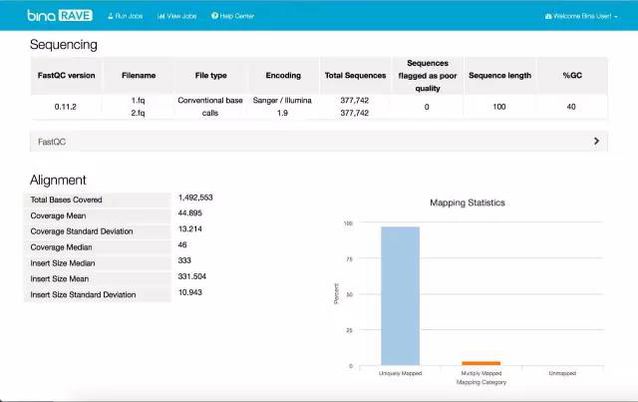 bina RAVE Run Jobs View Jobs Help Center Welcome Bina User!
Sequencing
FastQC version Filename File type Encoding Total Sequences Sequences flagged as poor quality Sequence length %GC
0.11.2 1.fq 2.fq Conventional base calls Sanger / Illumina 1.9 377,742 377,742 0 100 40
FastQC
Alignment
Total Bases Covered 1,492,553
Coverage Mean 44.895
Coverage Standard Deviation 13.214
Coverage Median 46
Insert Size Median 333
Insert Size Mean 331.504
Insert Size Standard Deviation 10.943
Mapping Statistics
100
75
50
25
0
Percent
Uniquely Mapped Multiply Mapped Unmapped
Mapping Category